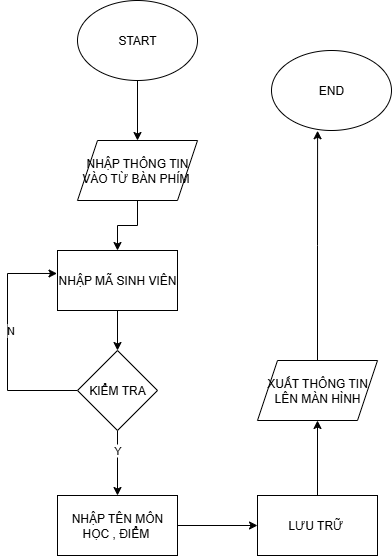 START
NHẬP THÔNG TIN
VÀO TỪ BÀN PHÍM
NHẬP MÃ SINH VIÊN
N
KIỂM TRA
Y
NHẬP TÊN MÔN
HỌC , ĐIỂM
LƯU TRỮ
XUẤT THÔNG TIN
LÊN MÀN HÌNH
END